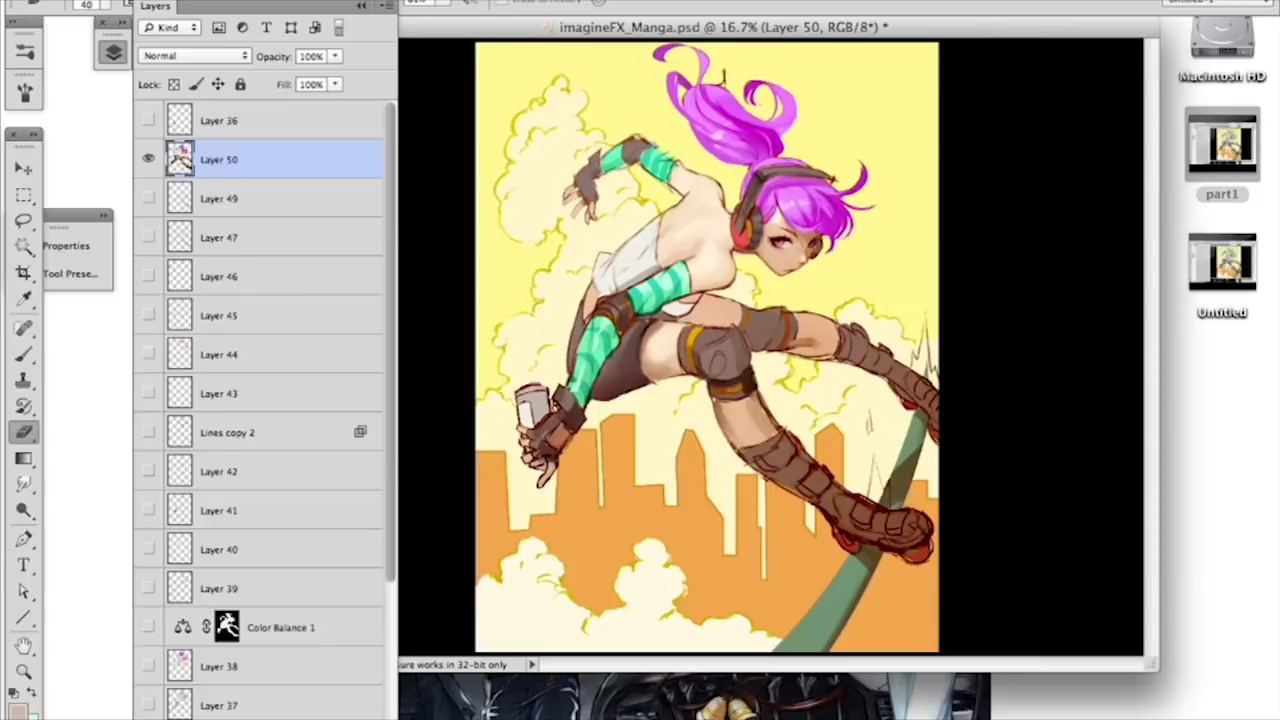 40
Layers
imagineFX_Manga.psd @ 16.7% (Layer 50, RGB/8*) *
Kind
Normal
Opacity: 100%
Lock:
Fill: 100%
Macintosh HD
Layer 36
Layer 50
Layer 49
part1
Properties
Layer 47
Tool Prese...
Layer 46
Layer 45
Untitled
Layer 44
Layer 43
Lines copy 2
Layer 42
Layer 41
Layer 40
Layer 39
Color Balance 1
Layer 38
sure works in 32-bit only
Layer 37